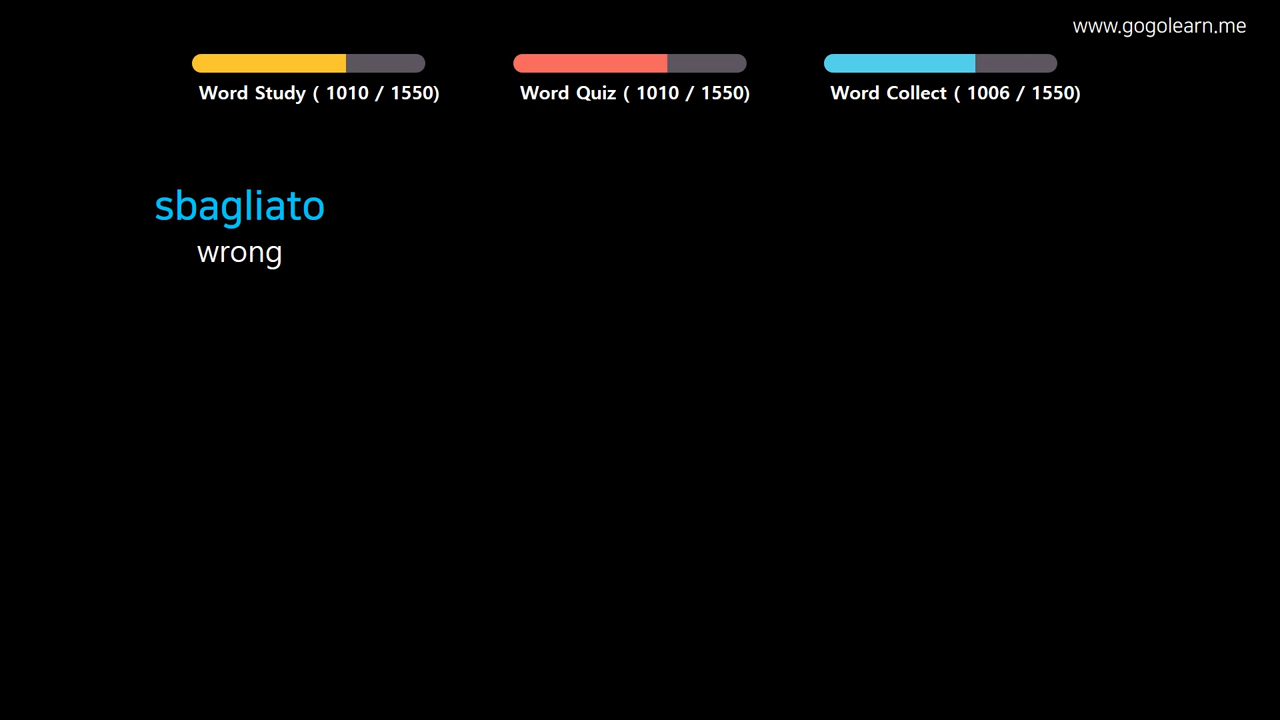 www.gogolearn.me
Word Study ( 1010 / 1550)
Word Quiz ( 1010 / 1550)
Word Collect ( 1006 / 1550)
sbagliato
wrong